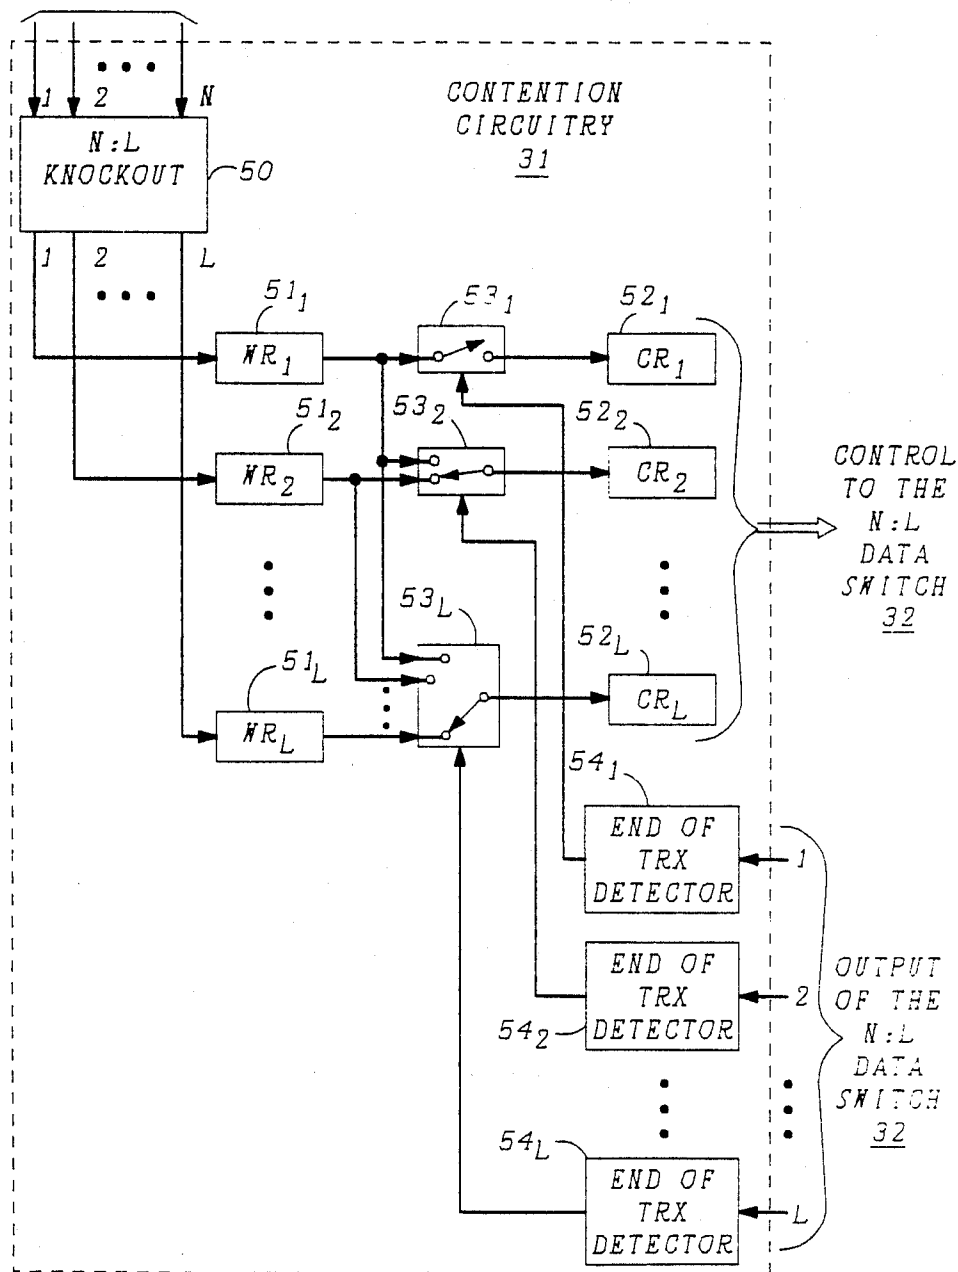 1 2 N
CONTENTION
CIRCUITRY
31
N:L
KNOCKOUT
50
1 2 L
51₁
WR₁
53₁
52₁
CR₁
51₂
WR₂
53₂
52₂
CR₂
CONTROL
TO THE
N:L
DATA
SWITCH
32
51L
WRL
53L
52L
CRL
54₁
END OF
TRX
DETECTOR
1
54₂
END OF
TRX
DETECTOR
2
OUTPUT
OF THE
N:L
DATA
SWITCH
32
54L
END OF
TRX
DETECTOR
L